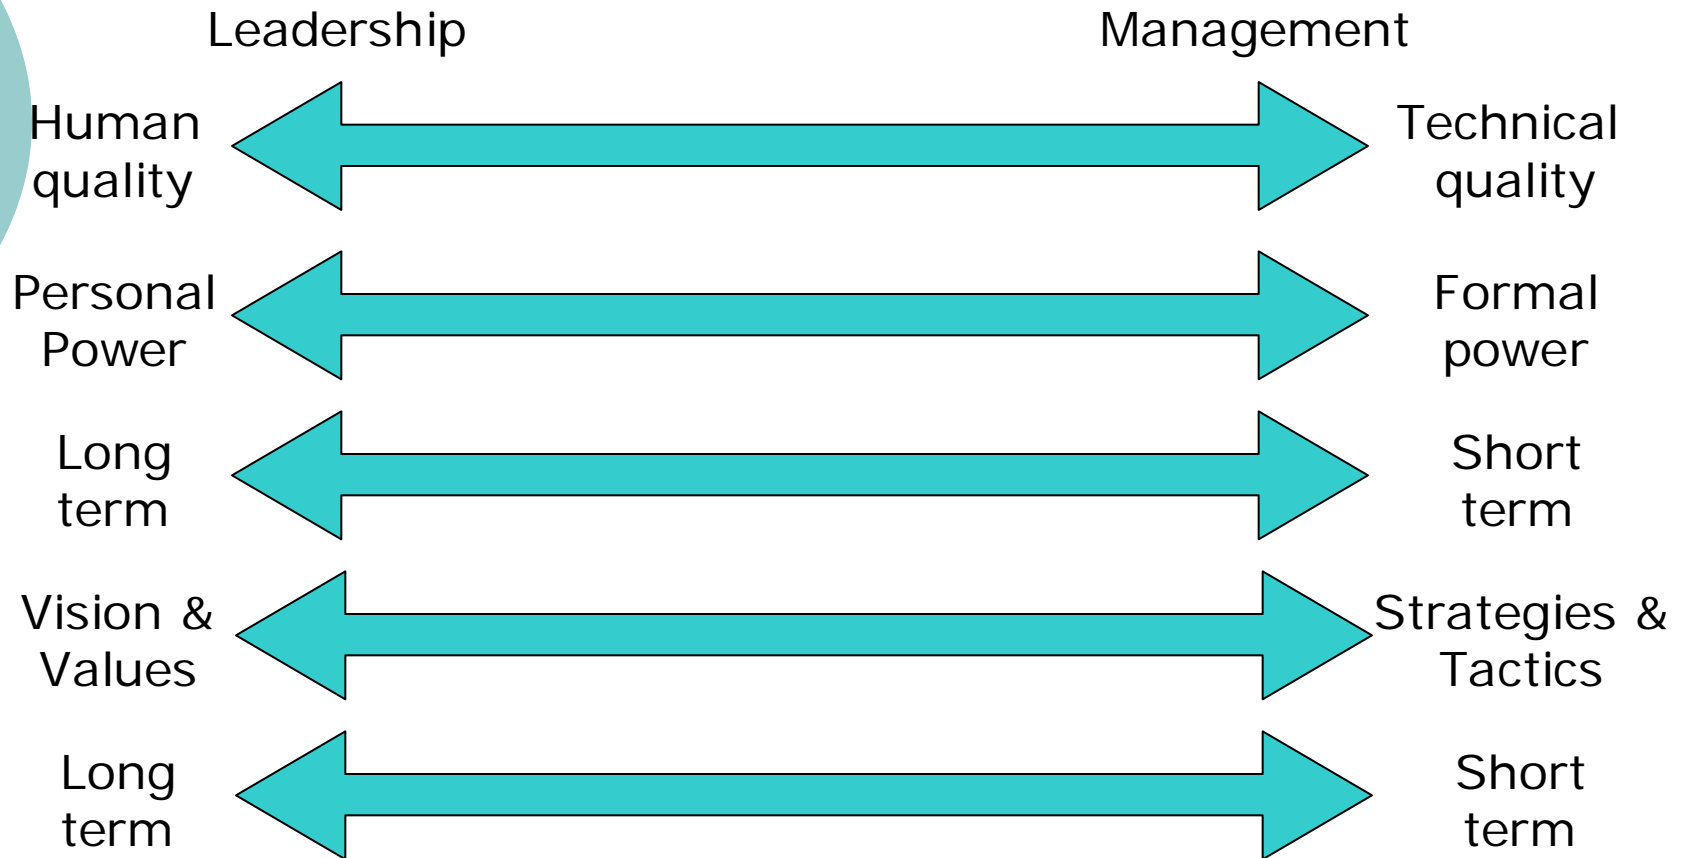 Leadership Management
Human
quality
Technical
quality
Personal
Power
Formal
power
Long
term
Short
term
Vision &
Values
Strategies &
Tactics
Long
term
Short
term